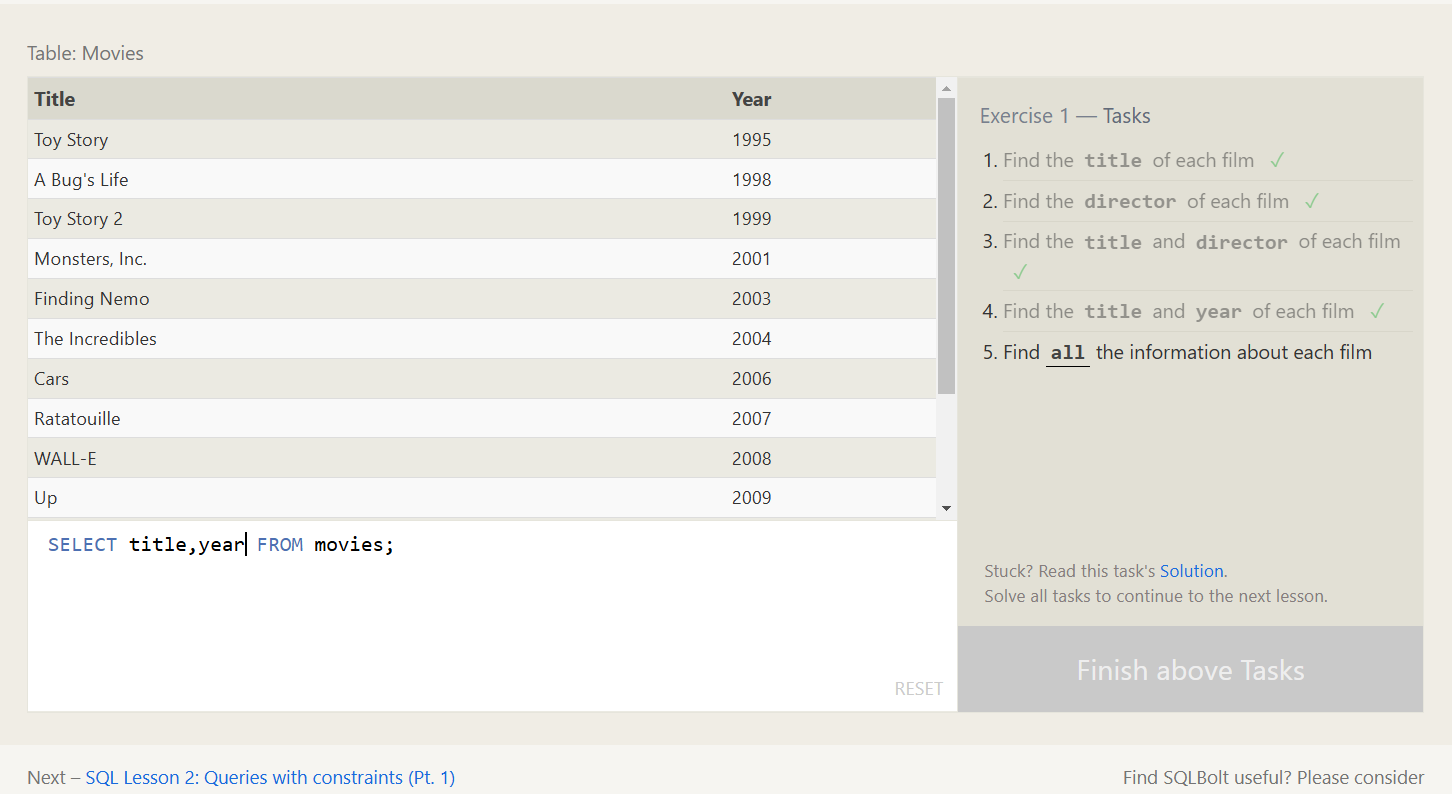 Table: Movies
Title Year
Toy Story 1995
A Bug's Life 1998
Toy Story 2 1999
Monsters, Inc. 2001
Finding Nemo 2003
The Incredibles 2004
Cars 2006
Ratatouille 2007
WALL-E 2008
Up 2009
SELECT title,year FROM movies;
RESET
Exercise 1 — Tasks
1. Find the title of each film ✓
2. Find the director of each film ✓
3. Find the title and director of each film
✓
4. Find the title and year of each film ✓
5. Find all the information about each film
Stuck? Read this task's Solution.
Solve all tasks to continue to the next lesson.
Finish above Tasks
Next – SQL Lesson 2: Queries with constraints (Pt. 1)
Find SQLBolt useful? Please consider